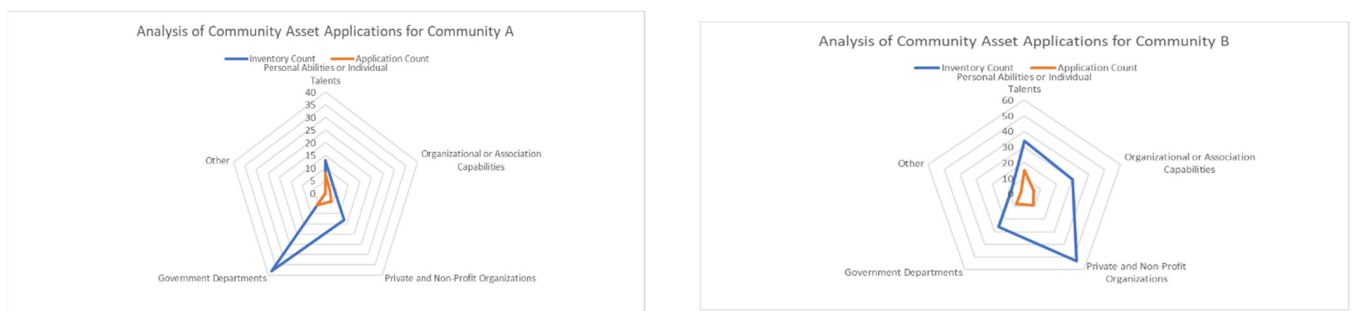 Analysis of Community Asset Applications for Community A
Inventory Count
Application Count
Personal Abilities or Individual
Talents
40
35
30
25
20
15
10
5
0
Organizational or Association
Capabilities
Private and Non-Profit Organizations
Government Departments
Other
Analysis of Community Asset Applications for Community B
Inventory Count
Application Count
Personal Abilities or Individual
Talents
60
50
40
30
20
10
0
Organizational or Association
Capabilities
Private and Non-Profit
Organizations
Government Departments
Other